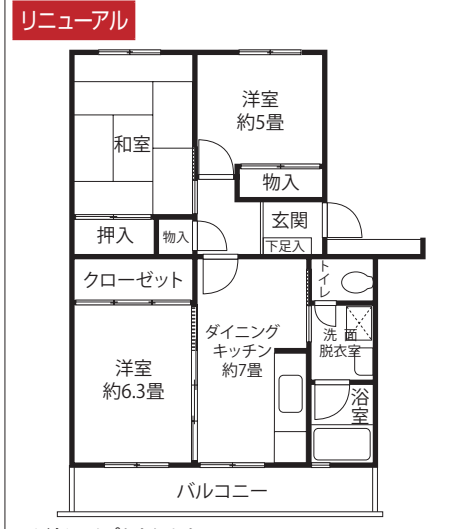 リニューアル
洋室
約5畳
和室
物入
玄関
下足入
押入
物入
クローゼット
トイレ
ダイニング
キッチン
約7畳
洗面
脱衣室
洋室
約6.3畳
浴室
バルコニー